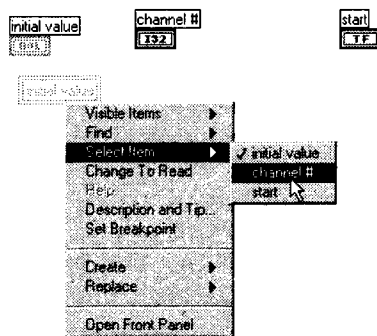 initial value
channel #
start
I32
TF
initial value
Visible Items
Find
Select Item
Change To Read
Help
Description and Tip...
Set Breakpoint
Create
Replace
Open Front Panel
✓ initial value
channel #
start